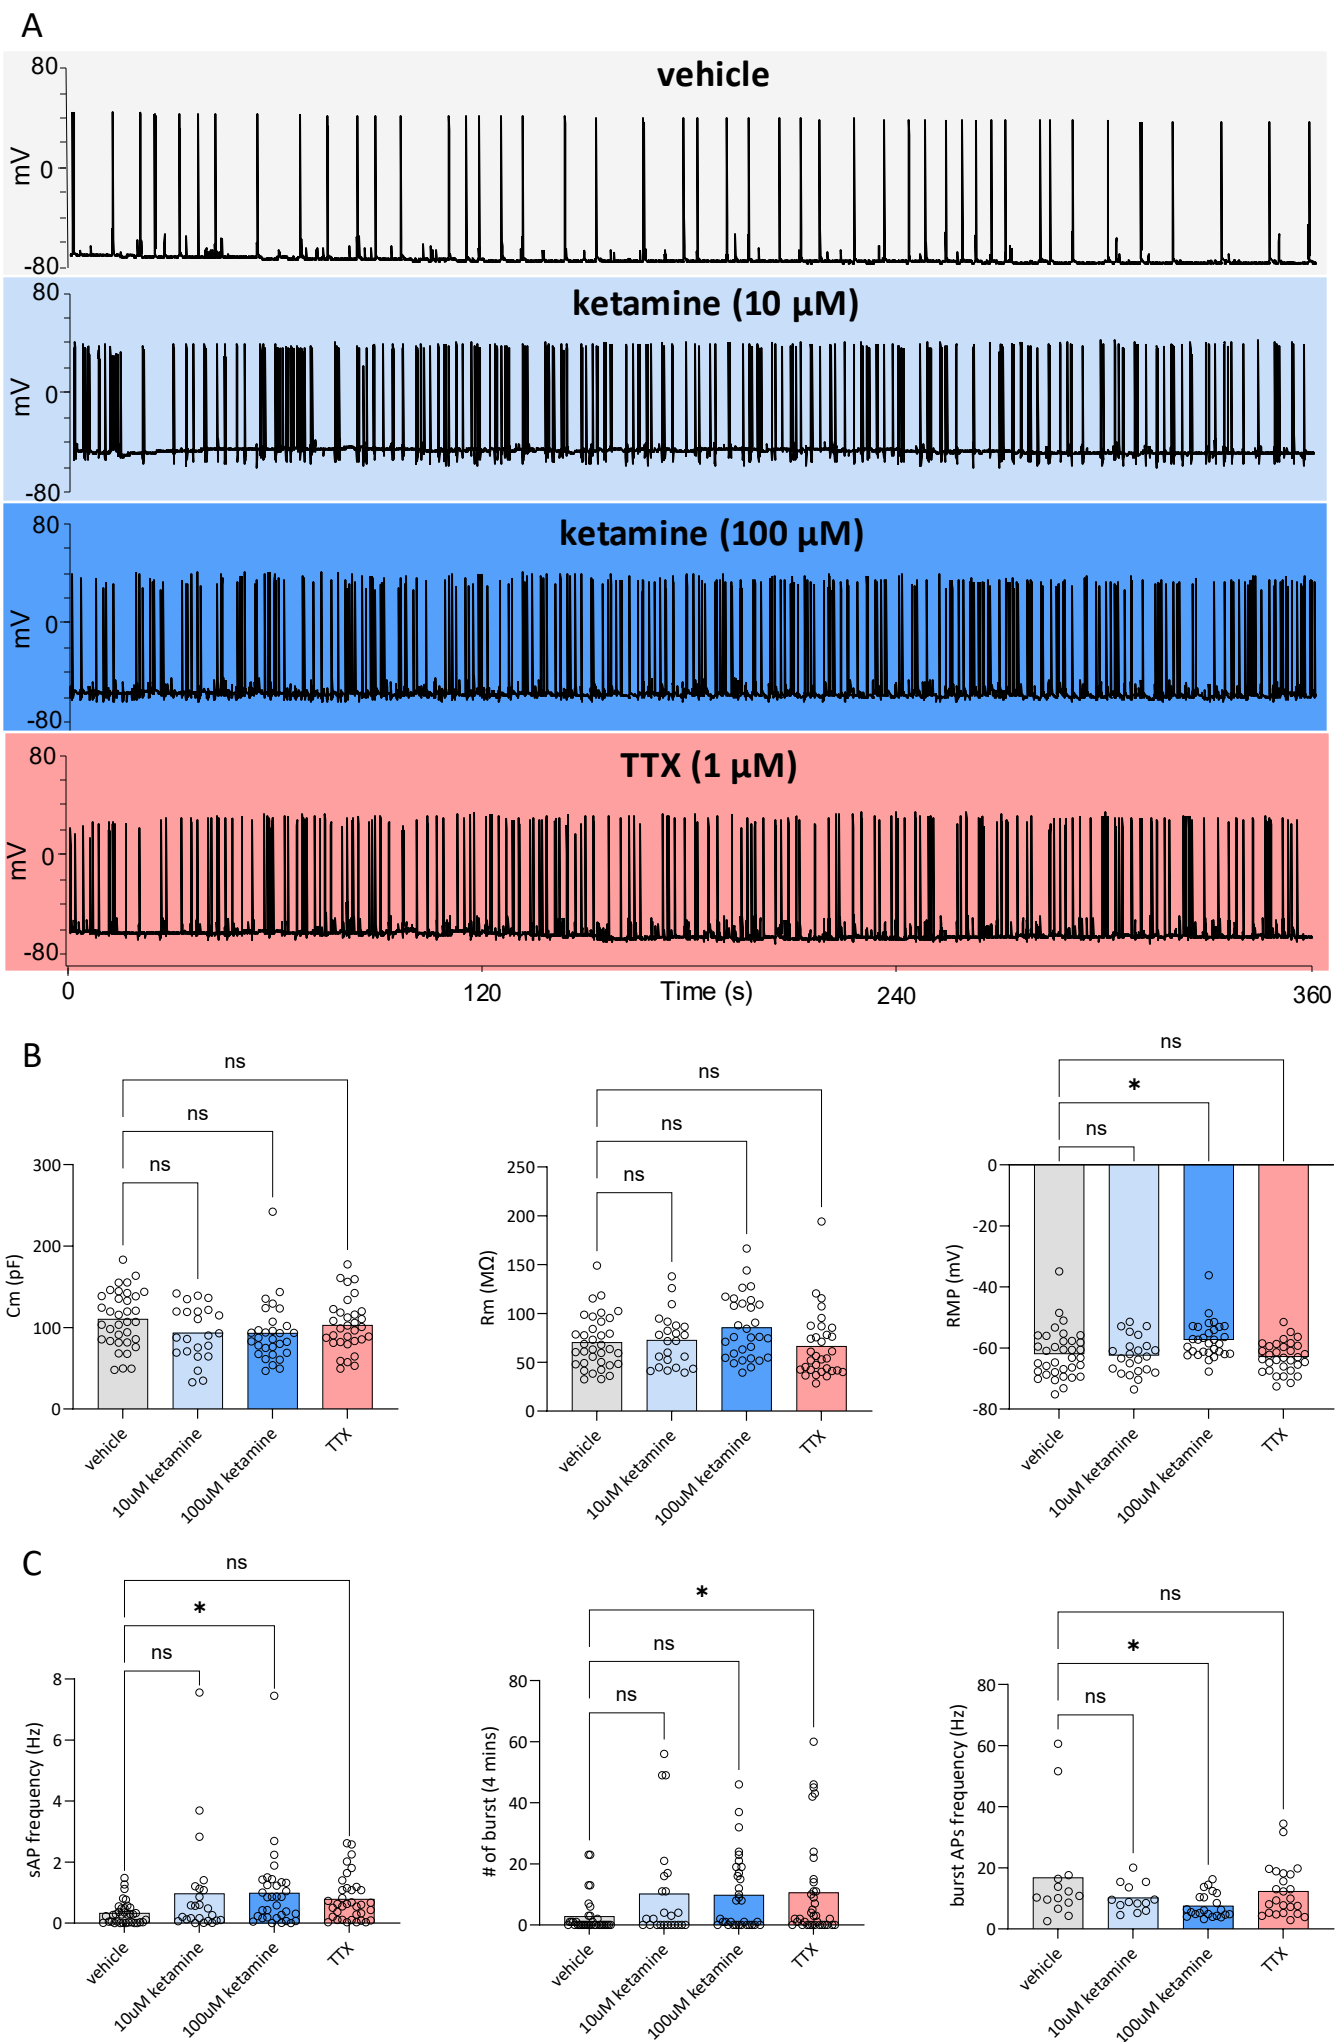 A
vehicle
80
0
-80
mV
ketamine (10 µM)
80
0
-80
mV
ketamine (100 µM)
80
0
-80
mV
TTX (1 µM)
80
0
-80
mV
0
120
Time (s)
240
360
B
ns
ns
ns
300
200
100
0
Cm (pF)
vehicle
10uM ketamine
100uM ketamine
TTX
ns
ns
ns
250
200
150
100
50
0
Rm (MΩ)
vehicle
10uM ketamine
100uM ketamine
TTX
ns
*
ns
0
-20
-40
-60
-80
RMP (mV)
vehicle
10uM ketamine
100uM ketamine
TTX
C
ns
*
ns
8
6
4
2
0
sAP frequency (Hz)
vehicle
10uM ketamine
100uM ketamine
TTX
*
ns
ns
80
60
40
20
0
# of burst (4 mins)
vehicle
10uM ketamine
100uM ketamine
TTX
ns
*
ns
80
60
40
20
0
burst APs frequency (Hz)
vehicle
10uM ketamine
100uM ketamine
TTX